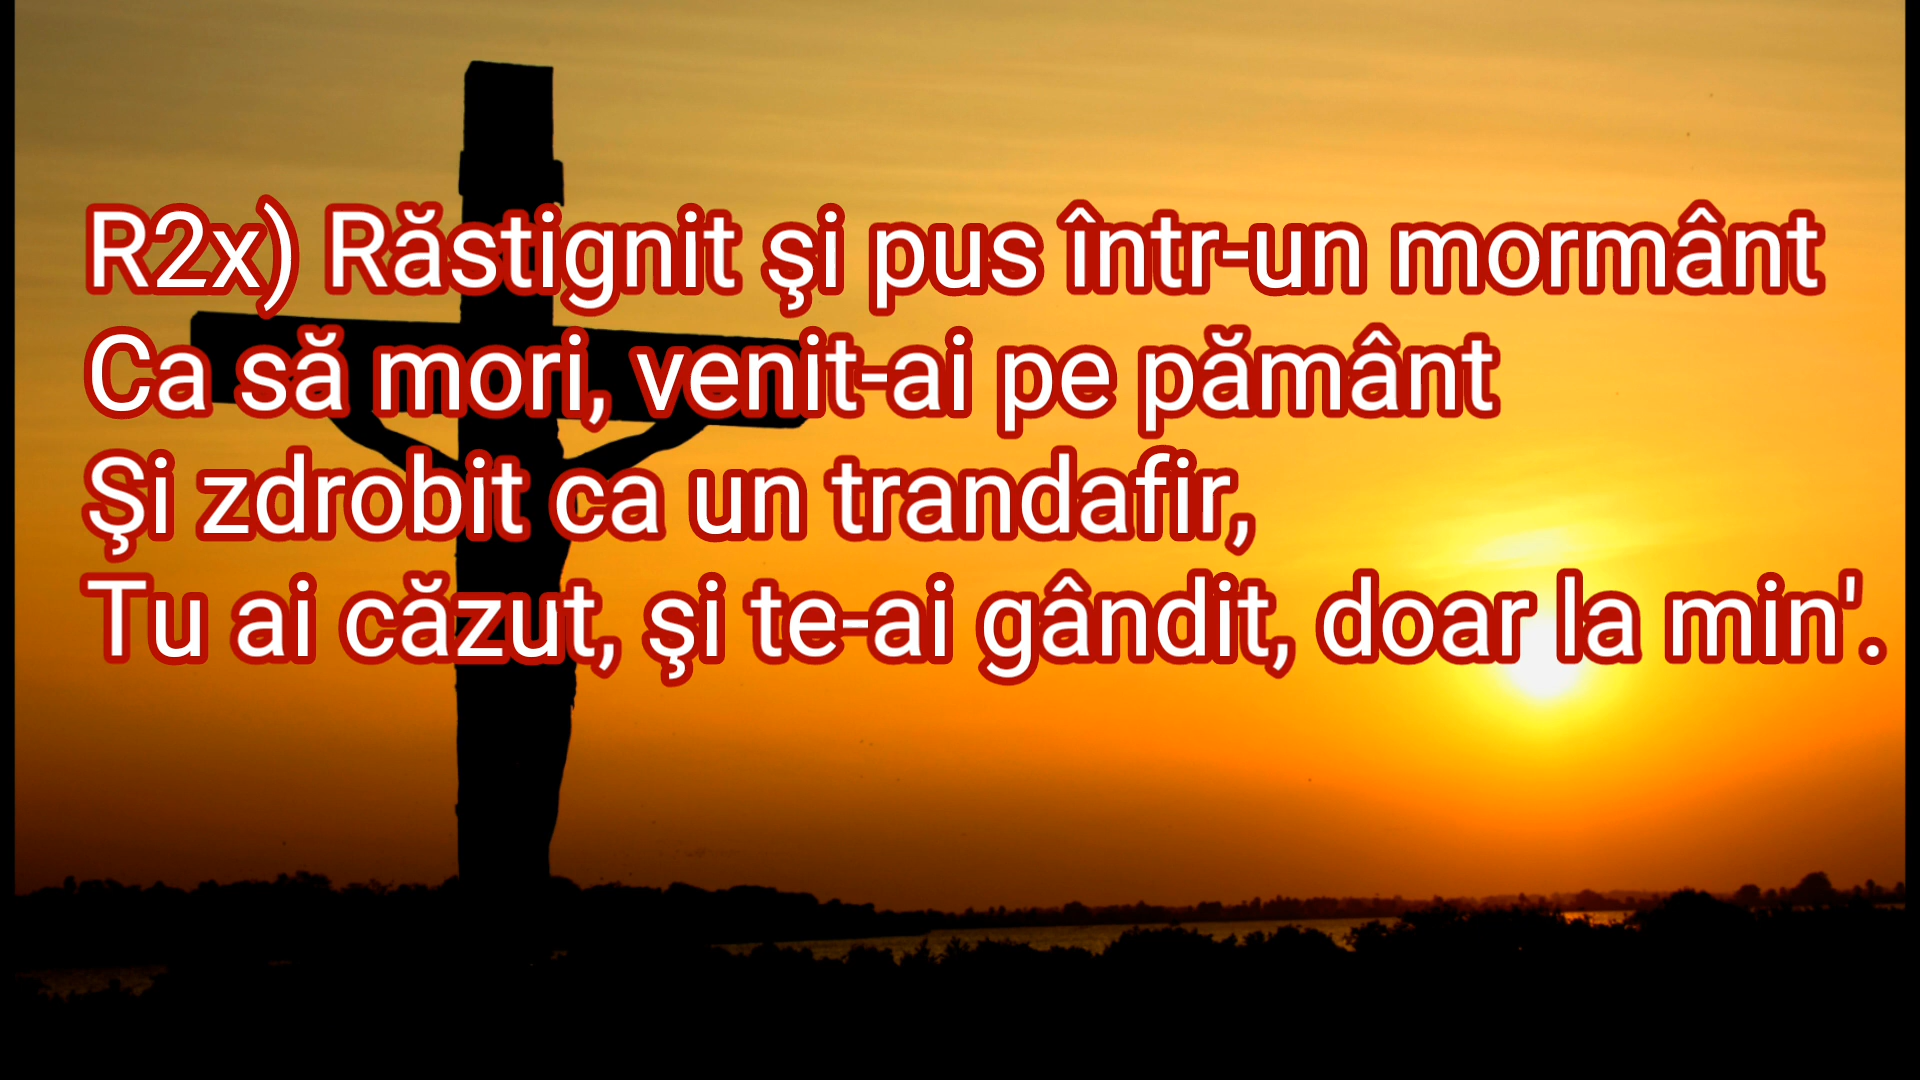 R2x) Răstignit şi pus într-un mormânt
Ca să mori, venit-ai pe pământ
Şi zdrobit ca un trandafir,
Tu ai căzut, şi te-ai gândit, doar la min'.